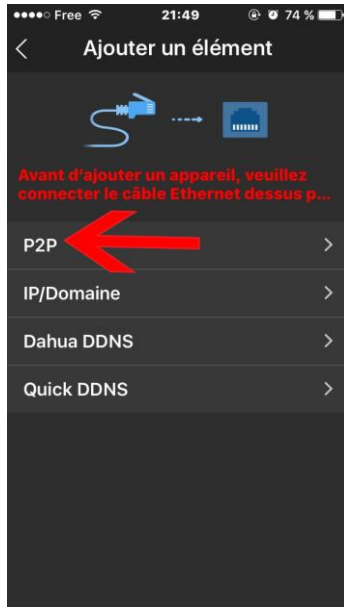 Free 21:49 74 %
Ajouter un élément
Avant d'ajouter un appareil, veuillez
connecter le câble Ethernet dessus p...
P2P
IP/Domaine
Dahua DDNS
Quick DDNS